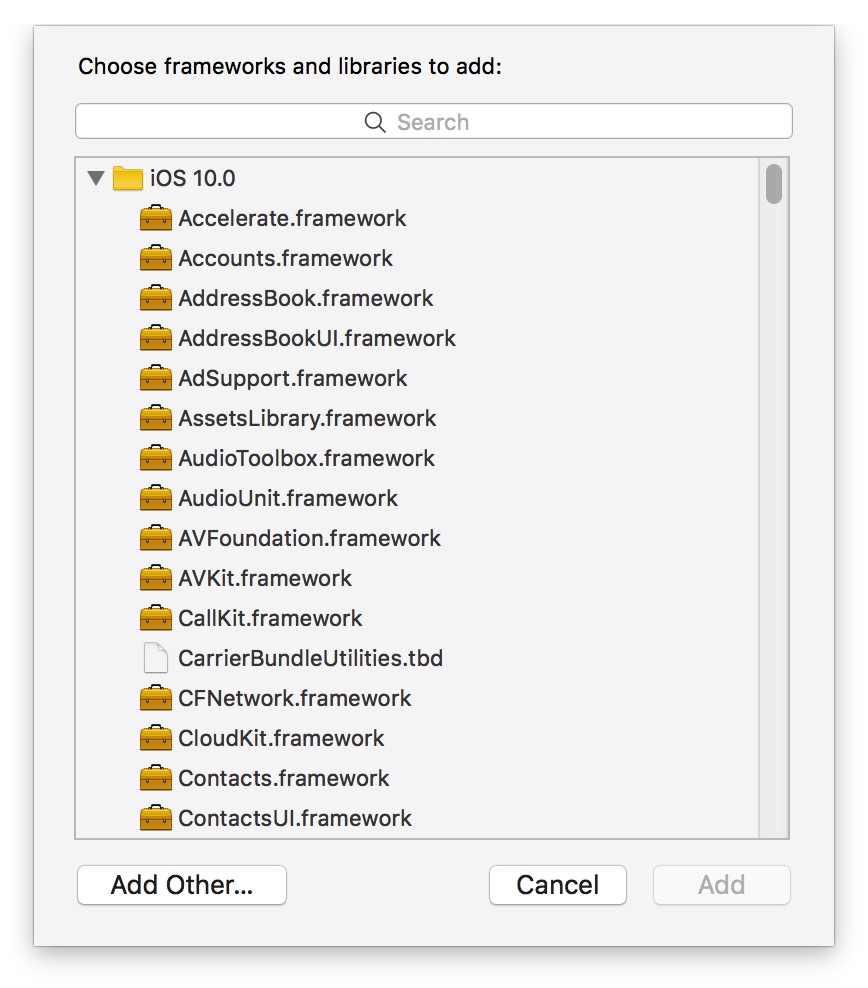 Choose frameworks and libraries to add:
Search
iOS 10.0
Accelerate.framework
Accounts.framework
AddressBook.framework
AddressBookUI.framework
AdSupport.framework
AssetsLibrary.framework
AudioToolbox.framework
AudioUnit.framework
AVFoundation.framework
AVKit.framework
CallKit.framework
CarrierBundleUtilities.tbd
CFNetwork.framework
CloudKit.framework
Contacts.framework
ContactsUI.framework
Add Other... Cancel Add